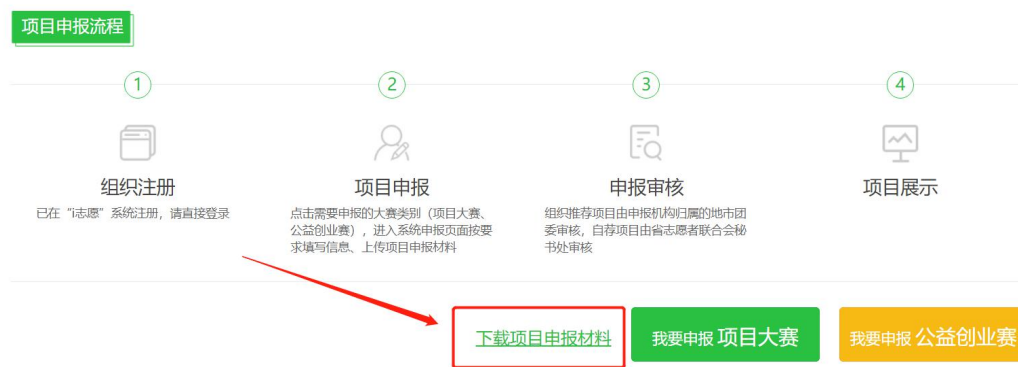 项目申报流程
1
2
3
4
组织注册
项目申报
申报审核
项目展示
已在“i志愿”系统注册，请直接登录
点击需要申报的大赛类别（项目大赛、
公益创业赛），进入系统申报页面按要
求填写信息、上传项目申报材料
组织推荐项目由申报机构归属的地市团
委审核，自荐项目由省志愿者联合会秘
书处审核
下载项目申报材料
我要申报 项目大赛
我要申报 公益创业赛